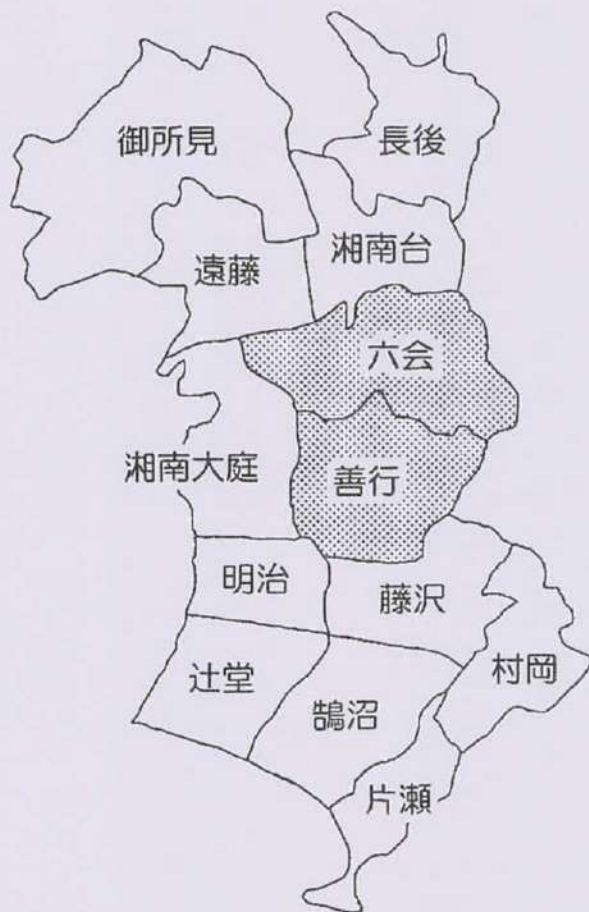 御所見
長後
湘南台
遠藤
六会
湘南大庭
善行
明治
藤沢
村岡
辻堂
鵠沼
片瀬